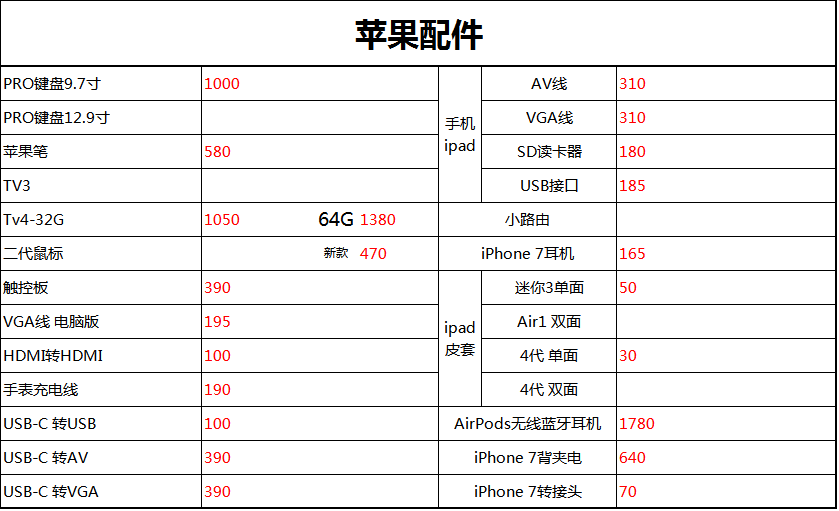 苹果配件
PRO键盘9.7寸 1000 AV线 310
PRO键盘12.9寸 VGA线 310
手机
ipad
苹果笔 580 SD读卡器 180
TV3 USB接口 185
Tv4-32G 1050 64G 1380 小路由
二代鼠标 新款 470 iPhone 7耳机 165
触控板 390 迷你3单面 50
VGA线 电脑版 195 Air1 双面
ipad
皮套
HDMI转HDMI 100 4代 单面 30
手表充电线 190 4代 双面
USB-C 转USB 100 AirPods无线蓝牙耳机 1780
USB-C 转AV 390 iPhone 7背夹电 640
USB-C 转VGA 390 iPhone 7转接头 70